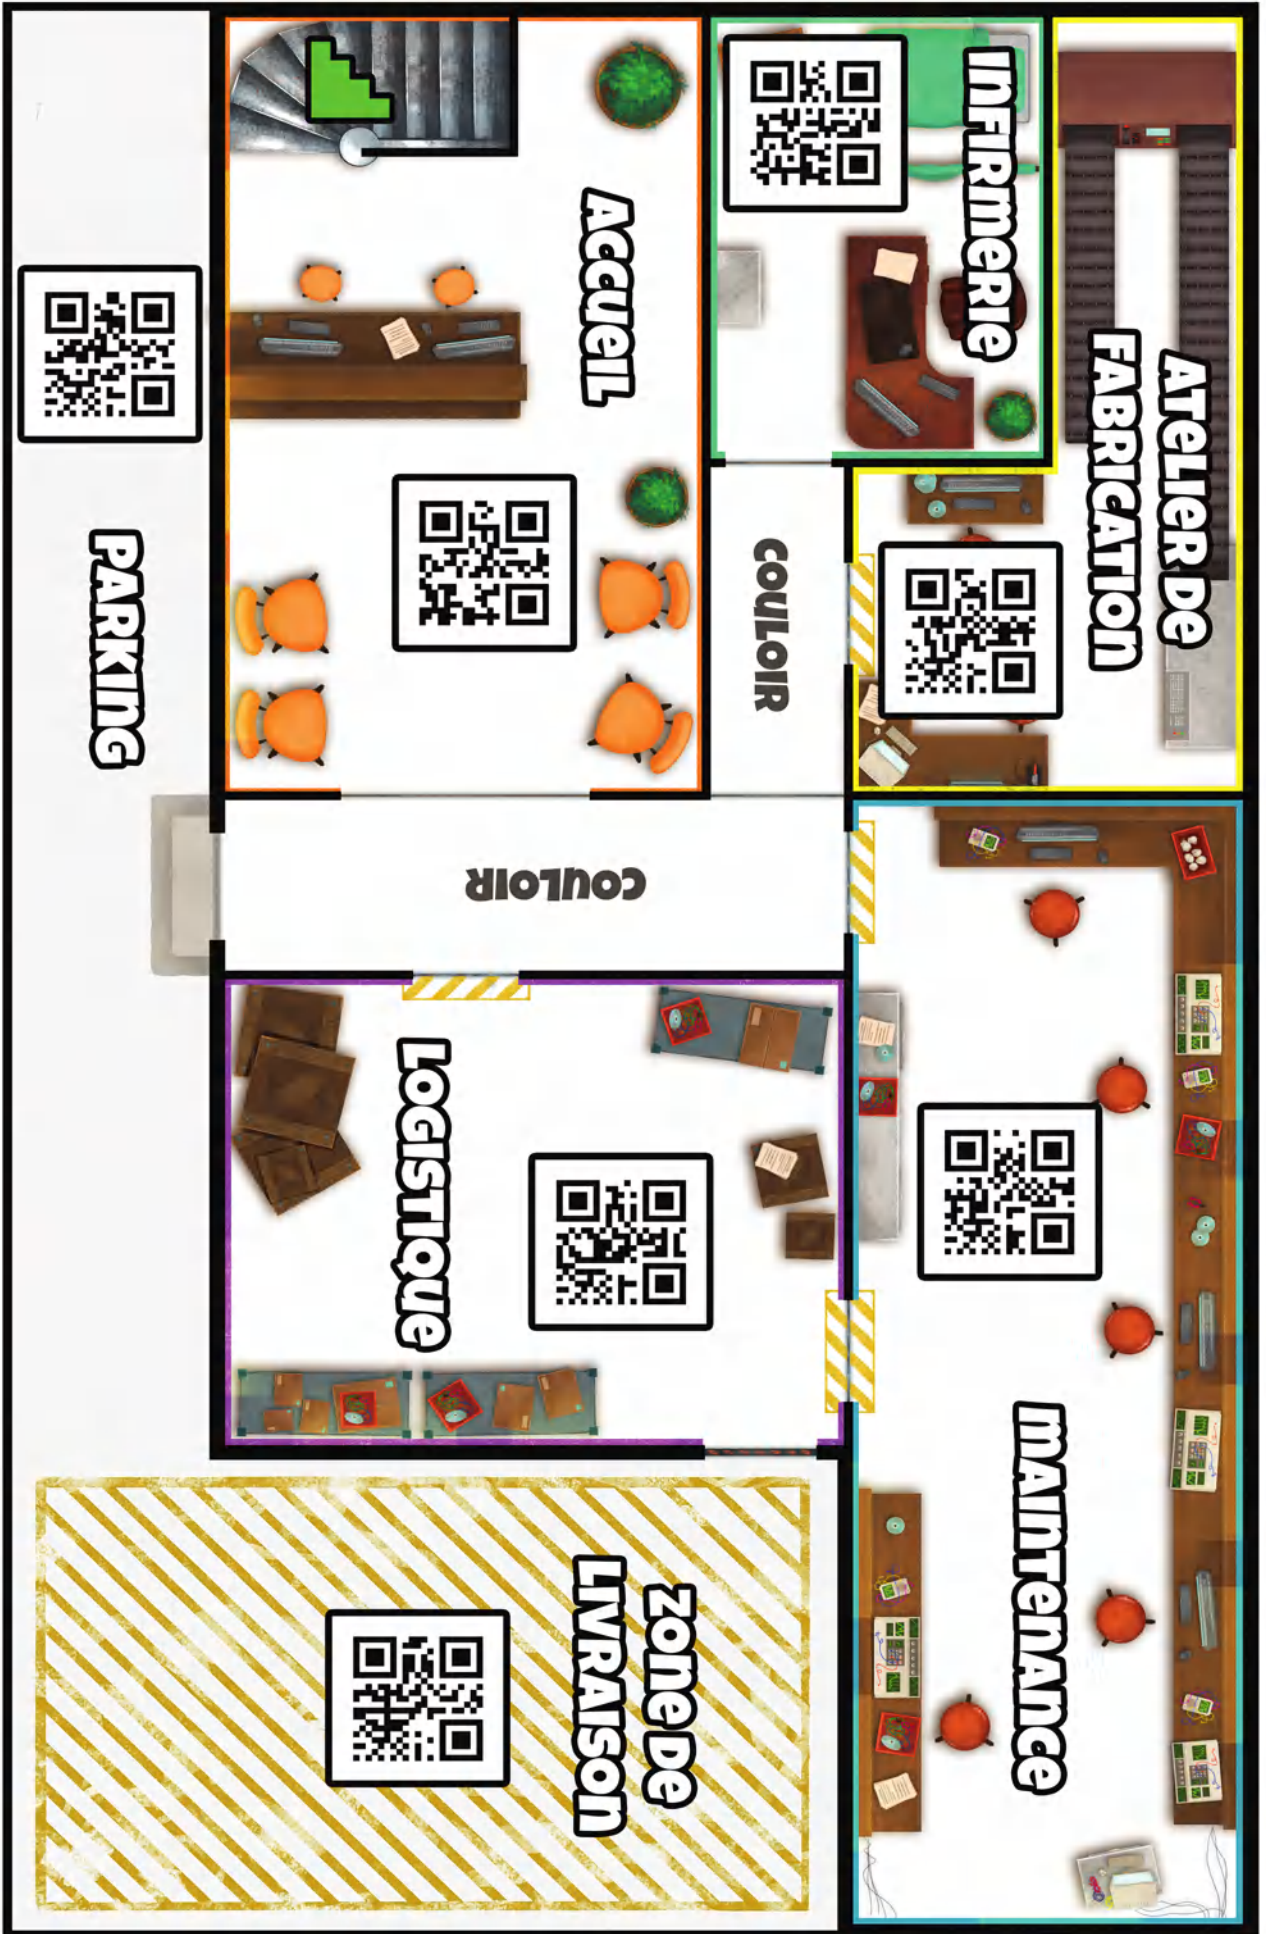 INFIRMERIE
ATELIER DE
FABRICATION
ACCUEIL
COULOIR
PARKING
COULOIR
LOGISTIQUE
MAINTENANCE
ZONE DE
LIVRAISON